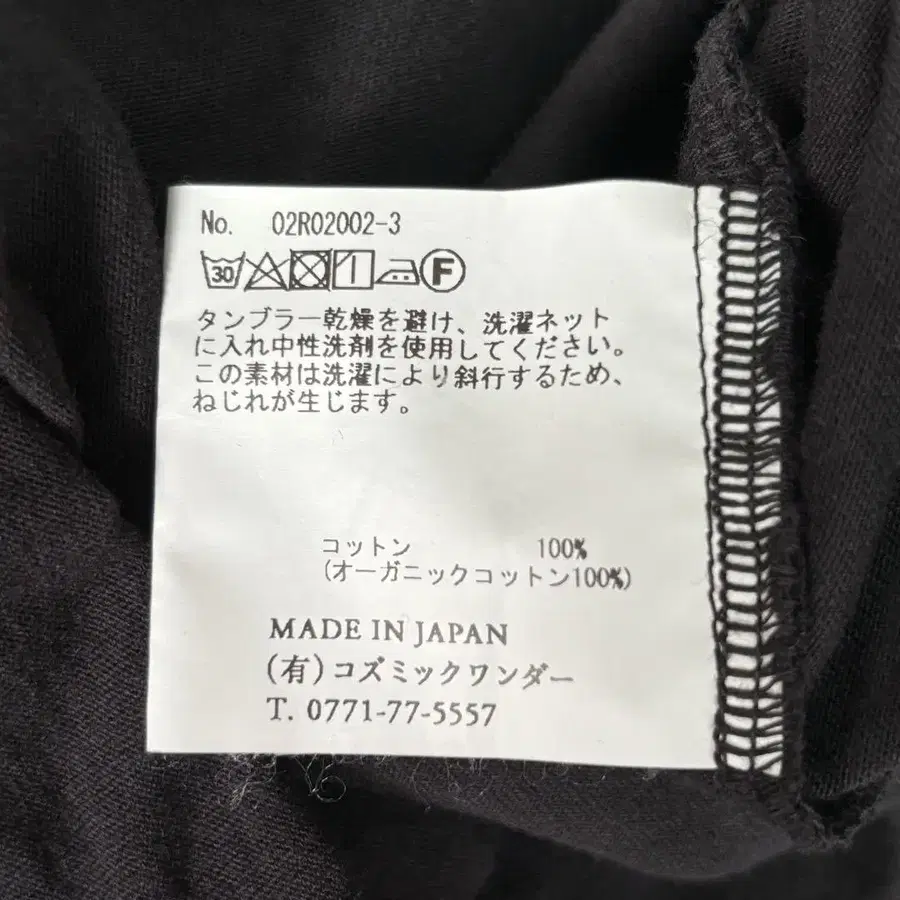 No. 02R02002-3
30 F
タンブラー乾燥を避け、洗濯ネット
に入れ中性洗剤を使用してください。
この素材は洗濯により斜行するため、
ねじれが生じます。
コットン 100%
(オーガニックコットン100%)
MADE IN JAPAN
(有)コズミックワンダー
T. 0771-77-5557